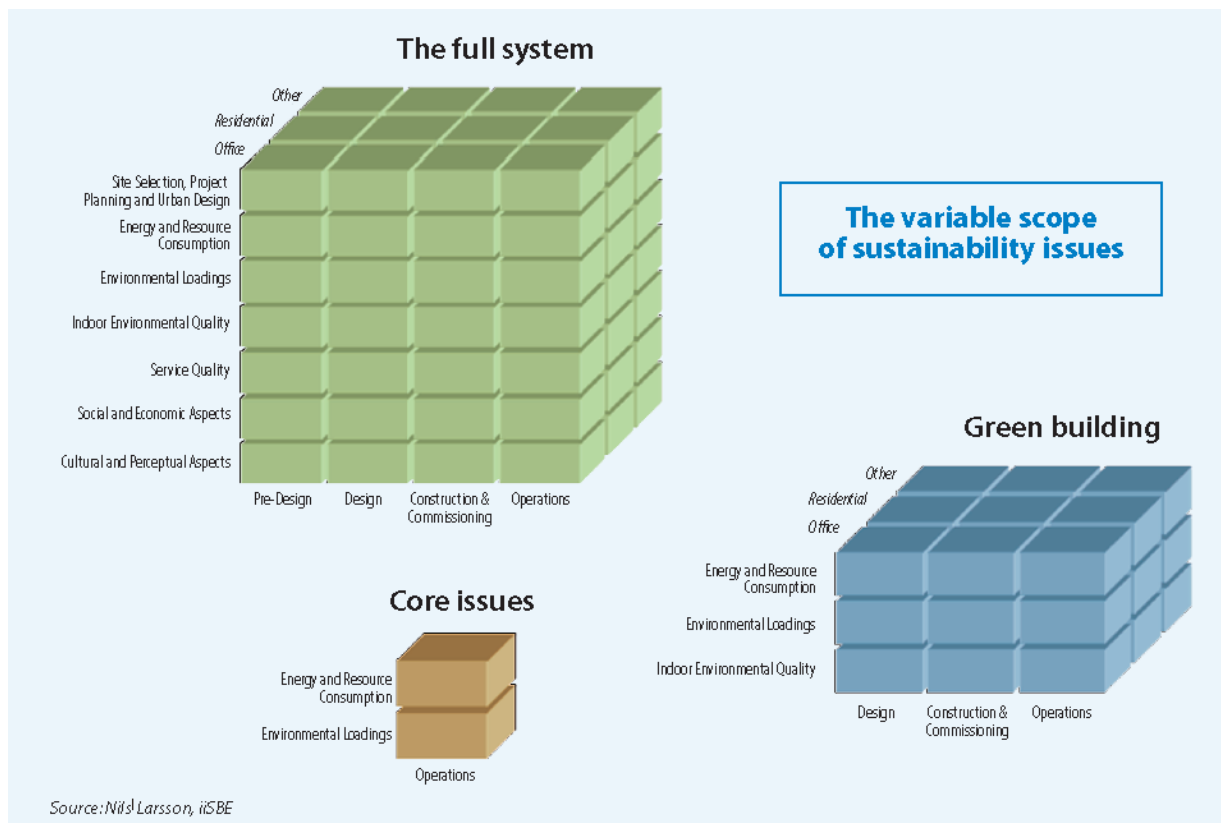 The full system
Other
Residential
Office
Site Selection, Project
Planning and Urban Design
Energy and Resource
Consumption
Environmental Loadings
Indoor Environmental Quality
Service Quality
Social and Economic Aspects
Cultural and Perceptual Aspects
Pre-Design
Design
Construction &
Commissioning
Operations
The variable scope
of sustainability issues
Green building
Other
Residential
Office
Energy and Resource
Consumption
Environmental Loadings
Indoor Environmental Quality
Design
Construction &
Commissioning
Operations
Core issues
Energy and Resource
Consumption
Environmental Loadings
Operations
Source: Nils Larsson, iiSBE